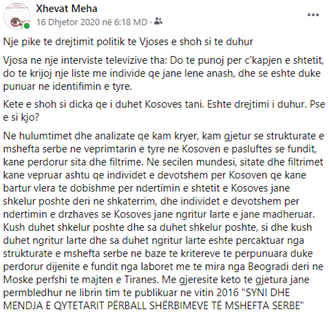 Xhevat Meha
16 Dhjetor 2020 në 6:18 MD ·
Nje pike te drejtimit politik te Vjoses e shoh si te duhur
Vjosa ne nje interviste televizive tha: Do te punoj per c'kapjen e shtetit,
do te krijoj nje liste me individe qe jane lene anash, dhe se eshte duke
punuar ne identifimin e tyre.
Kete e shoh si dicka qe i duhet Kosoves tani. Eshte drejtimi i duhur. Pse
e si kjo?
Ne hulumtimet dhe analizate qe kam kryer, kam gjetur se strukturate e
mshefta serbe ne veprimtarin e tyre ne Kosoven e pasluftes se fundit,
kane perdorur sita dhe filtrime. Ne secilen mundesi, sitate dhe filtrimet
kane vepruar ashtu qe individet e devotshem per Kosoven qe kane
bartur vlera te dobishme per ndertimin e shtetit e Kosoves jane
shkelur poshte deri ne shkaterrim, dhe individet e devotshem per
ndertimin e drzhaves se Kosoves jane ngritur larte e jane madheruar.
Kush duhet shkelur poshte dhe sa duhet shkelur poshte, si dhe kush
duhet ngritur larte dhe sa duhet ngritur larte eshte percaktuar nga
strukturate e mshefta serbe ne baze te kritereve te perpunuara duke
perdorur dijenite e fundit nga laboret me te mira nga Beogradi deri ne
Moske perfshi te majten e Tiranes. Me gjeresite keto te gjetura jane
permbledhur ne librin tim te publikuar ne vitin 2016 "SYNI DHE
MENDJA E QYTETARIT PËRBALL SHËRBIMEVE TË MSHEFTA SERBE"